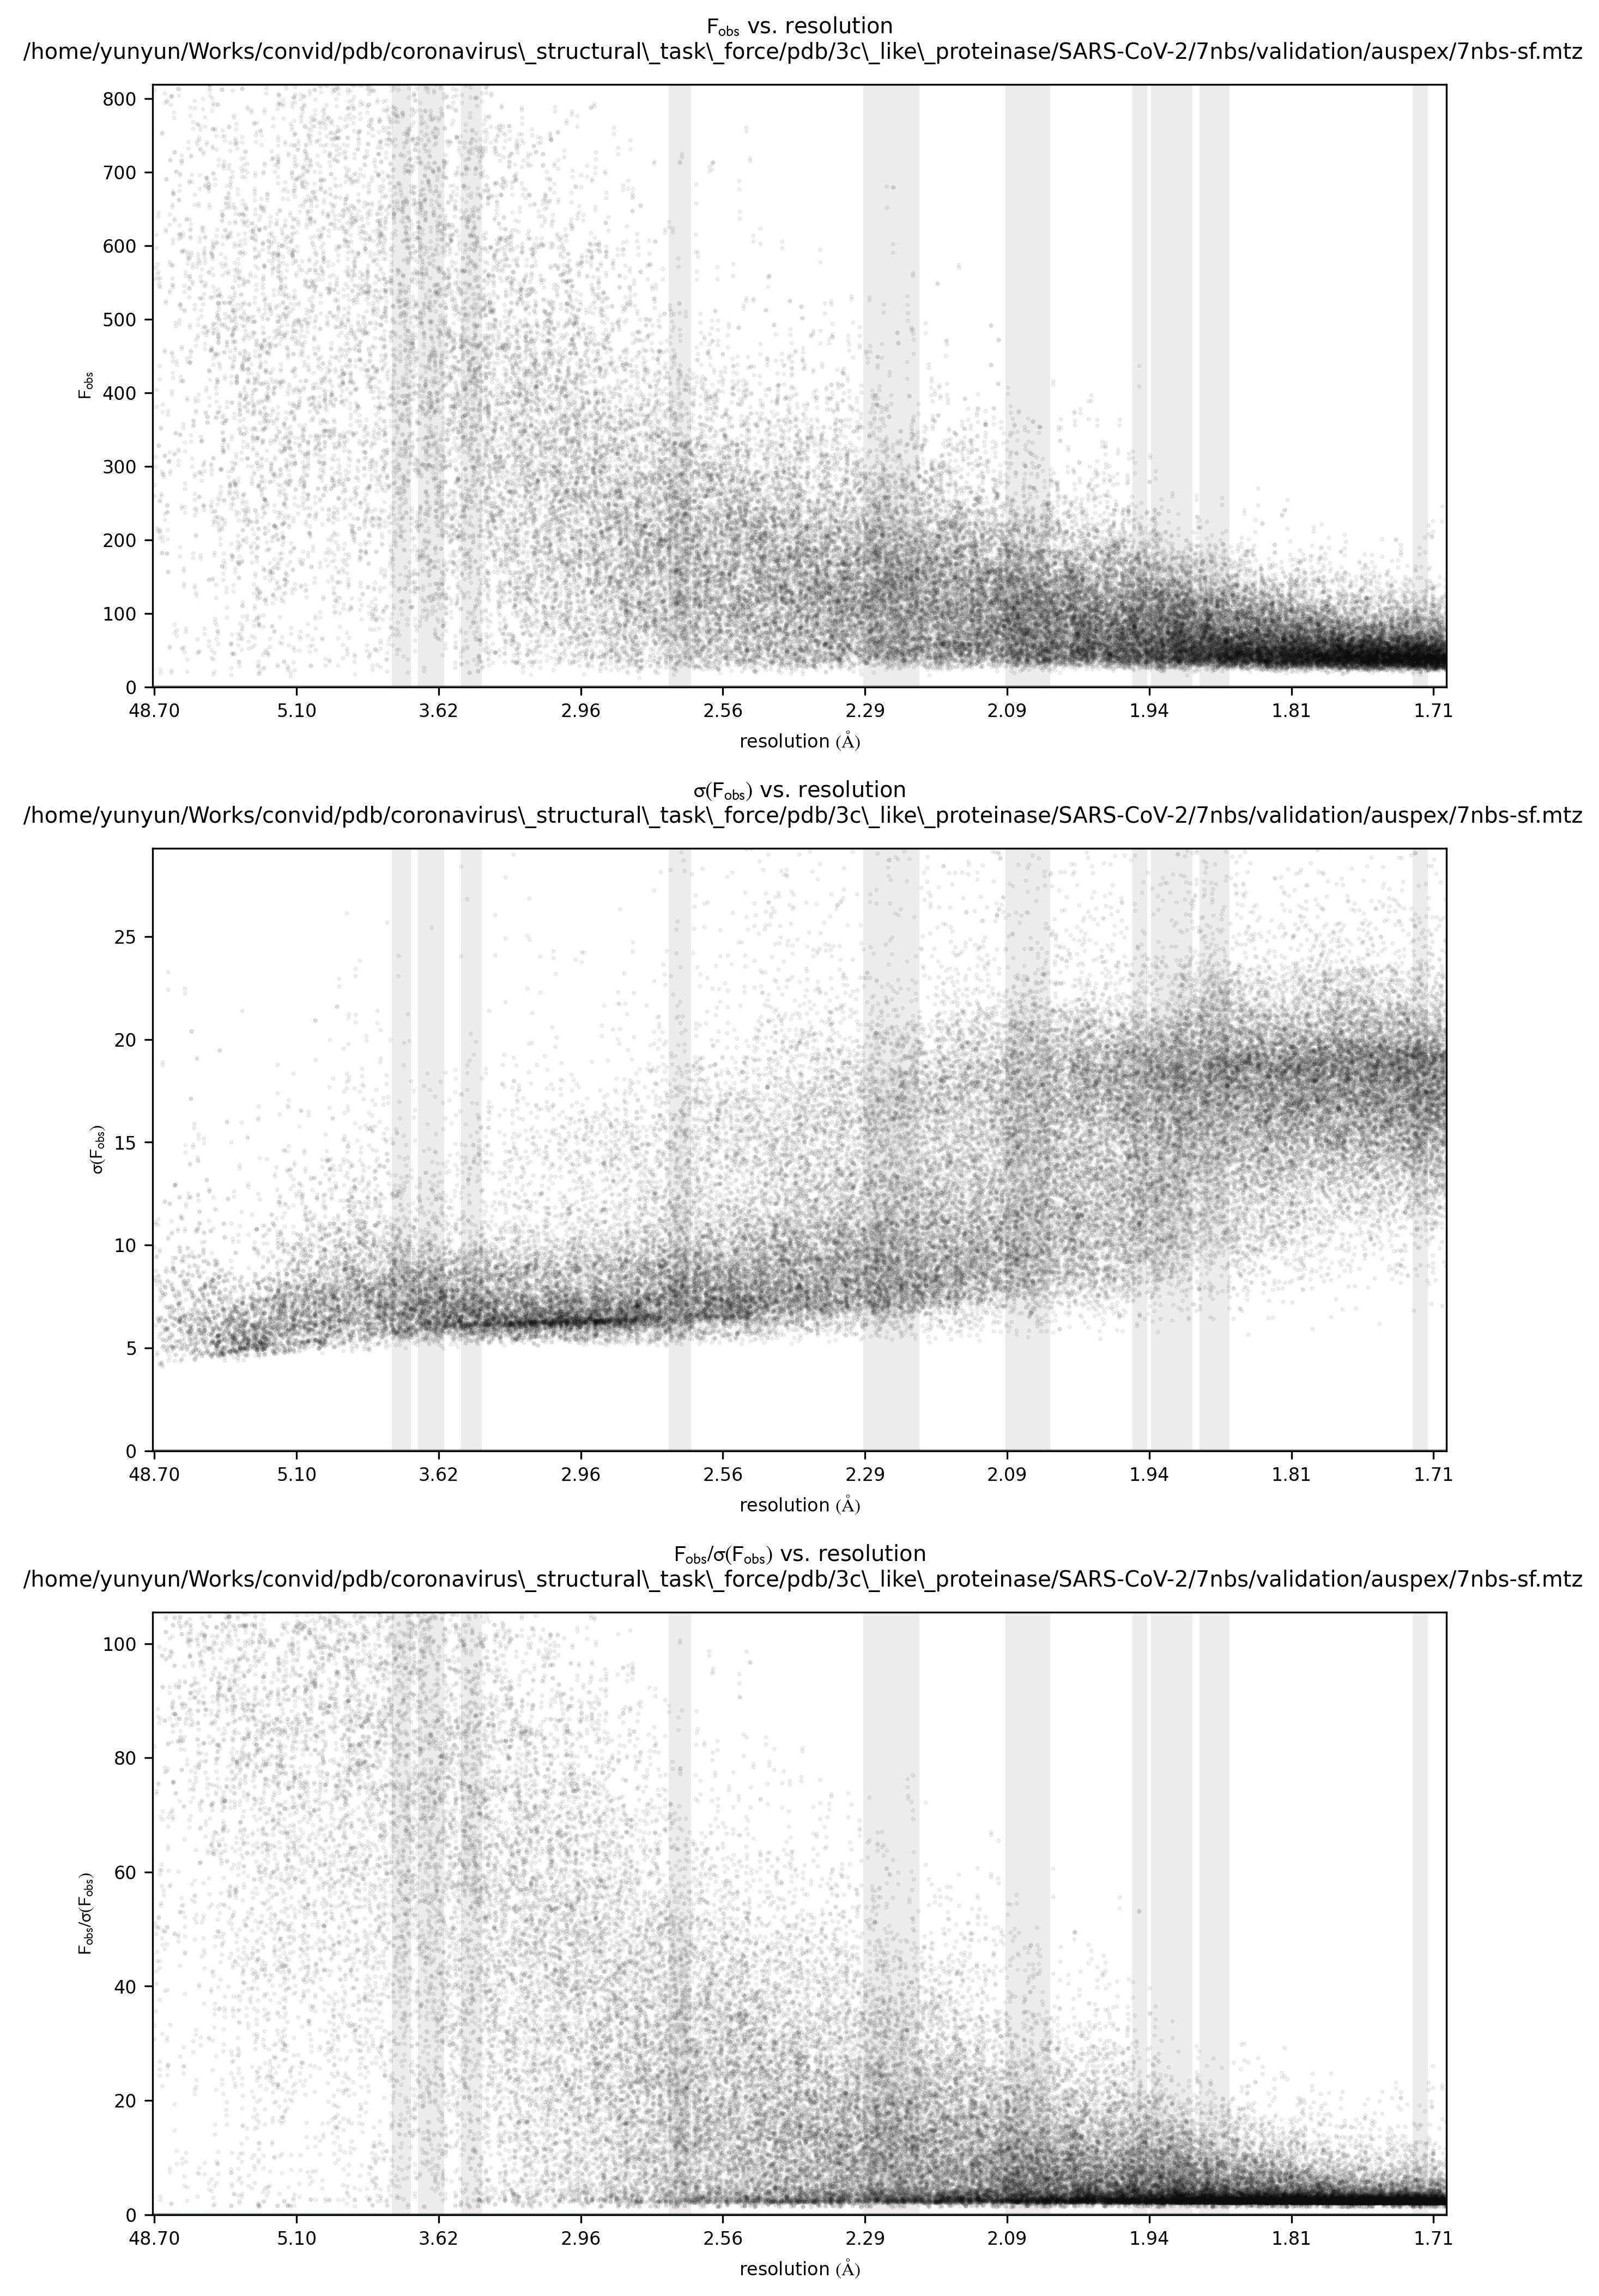 Fobs vs. resolution
/home/yunyun/Works/convid/pdb/coronavirus\_structural\_task\_force/pdb/3c\_like\_proteinase/SARS-CoV-2/7nbs/validation/auspex/7nbs-sf.mtz
800
700
600
500
400
300
200
100
0
Fobs
48.70 5.10 3.62 2.96 2.56 2.29 2.09 1.94 1.81 1.71
resolution (Å)
σ(Fobs) vs. resolution
/home/yunyun/Works/convid/pdb/coronavirus\_structural\_task\_force/pdb/3c\_like\_proteinase/SARS-CoV-2/7nbs/validation/auspex/7nbs-sf.mtz
25
20
15
10
5
0
σ(Fobs)
48.70 5.10 3.62 2.96 2.56 2.29 2.09 1.94 1.81 1.71
resolution (Å)
Fobs/σ(Fobs) vs. resolution
/home/yunyun/Works/convid/pdb/coronavirus\_structural\_task\_force/pdb/3c\_like\_proteinase/SARS-CoV-2/7nbs/validation/auspex/7nbs-sf.mtz
100
80
60
40
20
0
Fobs/σ(Fobs)
48.70 5.10 3.62 2.96 2.56 2.29 2.09 1.94 1.81 1.71
resolution (Å)